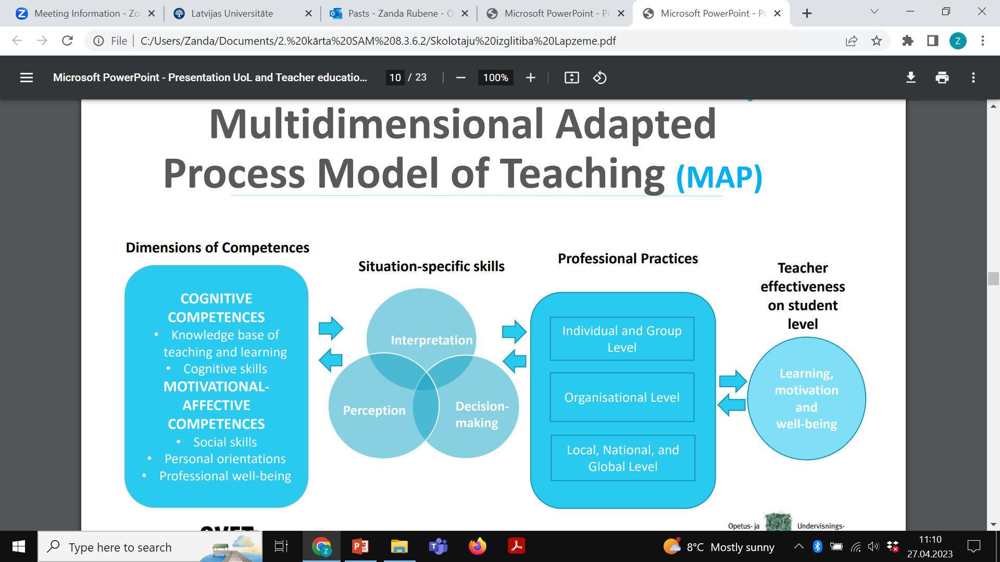 Meeting Information - Zo
Latvijas Universitāte
Pasts - Zanda Rubene - O
Microsoft PowerPoint - Pr
Microsoft PowerPoint - Pr
File
C:/Users/Zanda/Documents/2.%20kārta%20SAM%208.3.6.2/Skolotaju%20izglitiba%20Lapzeme.pdf
Z
Microsoft PowerPoint - Presentation UoL and Teacher educatio...
10 / 23
100%
Multidimensional Adapted
Process Model of Teaching (MAP)
Dimensions of Competences
COGNITIVE
COMPETENCES
• Knowledge base of
teaching and learning
• Cognitive skills
MOTIVATIONAL-
AFFECTIVE
COMPETENCES
• Social skills
• Personal orientations
• Professional well-being
Situation-specific skills
Interpretation
Perception
Decision-
making
Professional Practices
Individual and Group
Level
Organisational Level
Local, National, and
Global Level
Teacher
effectiveness
on student
level
Learning,
motivation
and
well-being
Opetus- ja
Undervisnings-
Type here to search
8°C Mostly sunny
11:10
27.04.2023